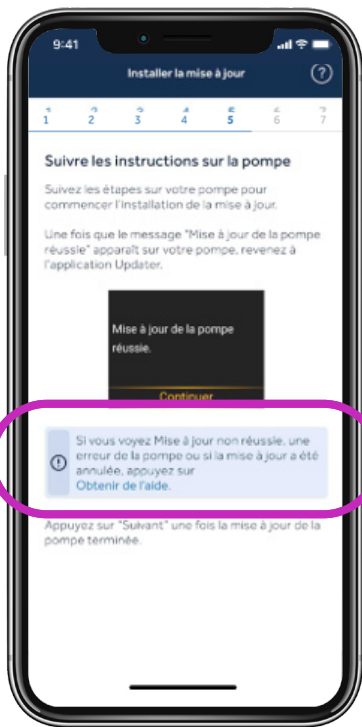 9:41
Installer la mise à jour
?
1 2 3 4 5 6 7
Suivre les instructions sur la pompe
Suivez les étapes sur votre pompe pour
commencer l'installation de la mise à jour.
Une fois que le message "Mise à jour de la pompe
réussie" apparaît sur votre pompe, revenez à
l'application Updater.
Mise à jour de la pompe
réussie.
Continuer
Si vous voyez Mise à jour non réussie, une
erreur de la pompe ou si la mise à jour a été
annulée, appuyez sur
Obtenir de l'aide.
Appuyez sur "Suivant" une fois la mise à jour de la
pompe terminée.